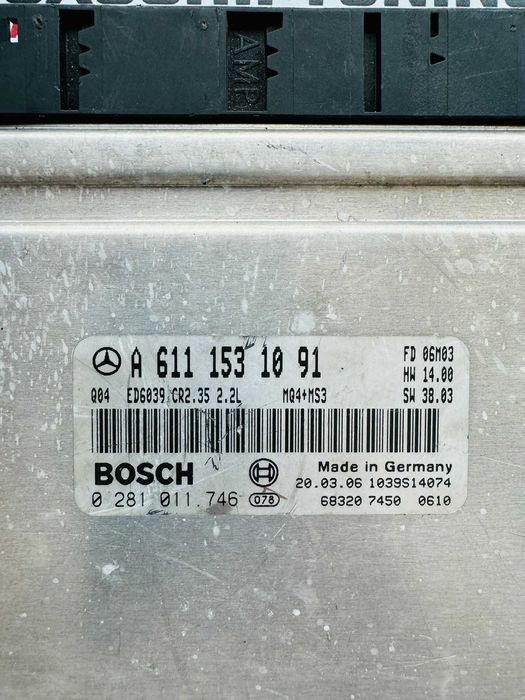 AMP
A 611 153 10 91
FD 06M03
HW 14.00
Q04 ED6039 CR2.35 2.2L MQ4+MS3 SW 38.03
BOSCH
Made in Germany
20.03.06 1039S14074
0 281 011 746 078 68320 7450 0610